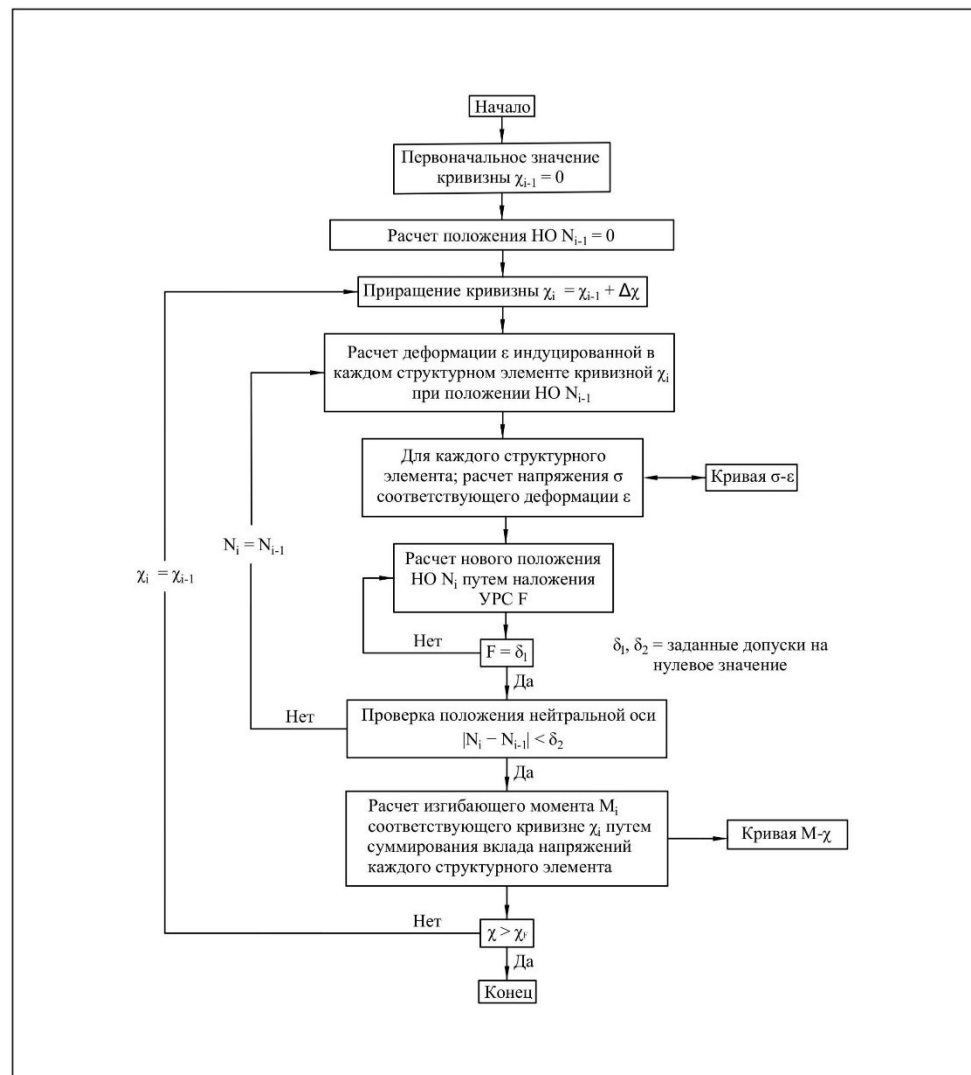 Начало
Первоначальное значение
кривизны χi-1 = 0
Расчет положения НО Ni-1 = 0
Приращение кривизны χi = χi-1 + Δχ
Расчет деформации ε индуцированной в
каждом структурном элементе кривизной χi
при положении НО Ni-1
Для каждого структурного
элемента; расчет напряжения σ
соответствующего деформации ε
Кривая σ-ε
Ni = Ni-1
χi = χi-1
Расчет нового положения
НО Ni путем наложения
УРС F
Нет
F = δ1
δ1, δ2 = заданные допуски на
нулевое значение
Да
Нет
Проверка положения нейтральной оси
|Ni − Ni-1| < δ2
Да
Расчет изгибающего момента Mi
соответствующего кривизне χi путем
суммирования вклада напряжений
каждого структурного элемента
Кривая M-χ
Нет
χ > χF
Да
Конец